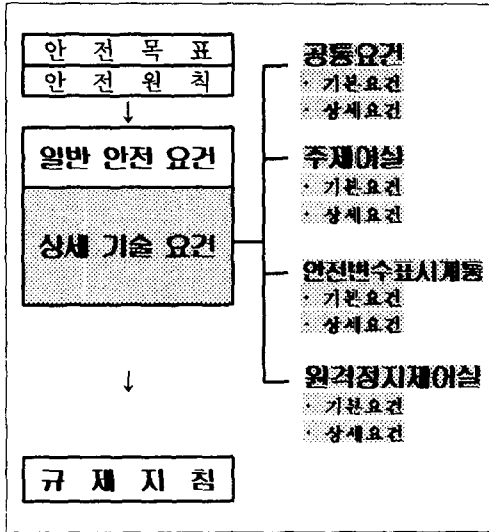 안 전 목 표
안 전 원 칙
↓
일반 안전 요건
상세 기술 요건
↓
규 제 지 침
공통요건
· 기본요건
· 상세요건
주제어실
· 기본요건
· 상세요건
안전변수표시계통
· 기본요건
· 상세요건
원격정지제어실
· 기본요건
· 상세요건